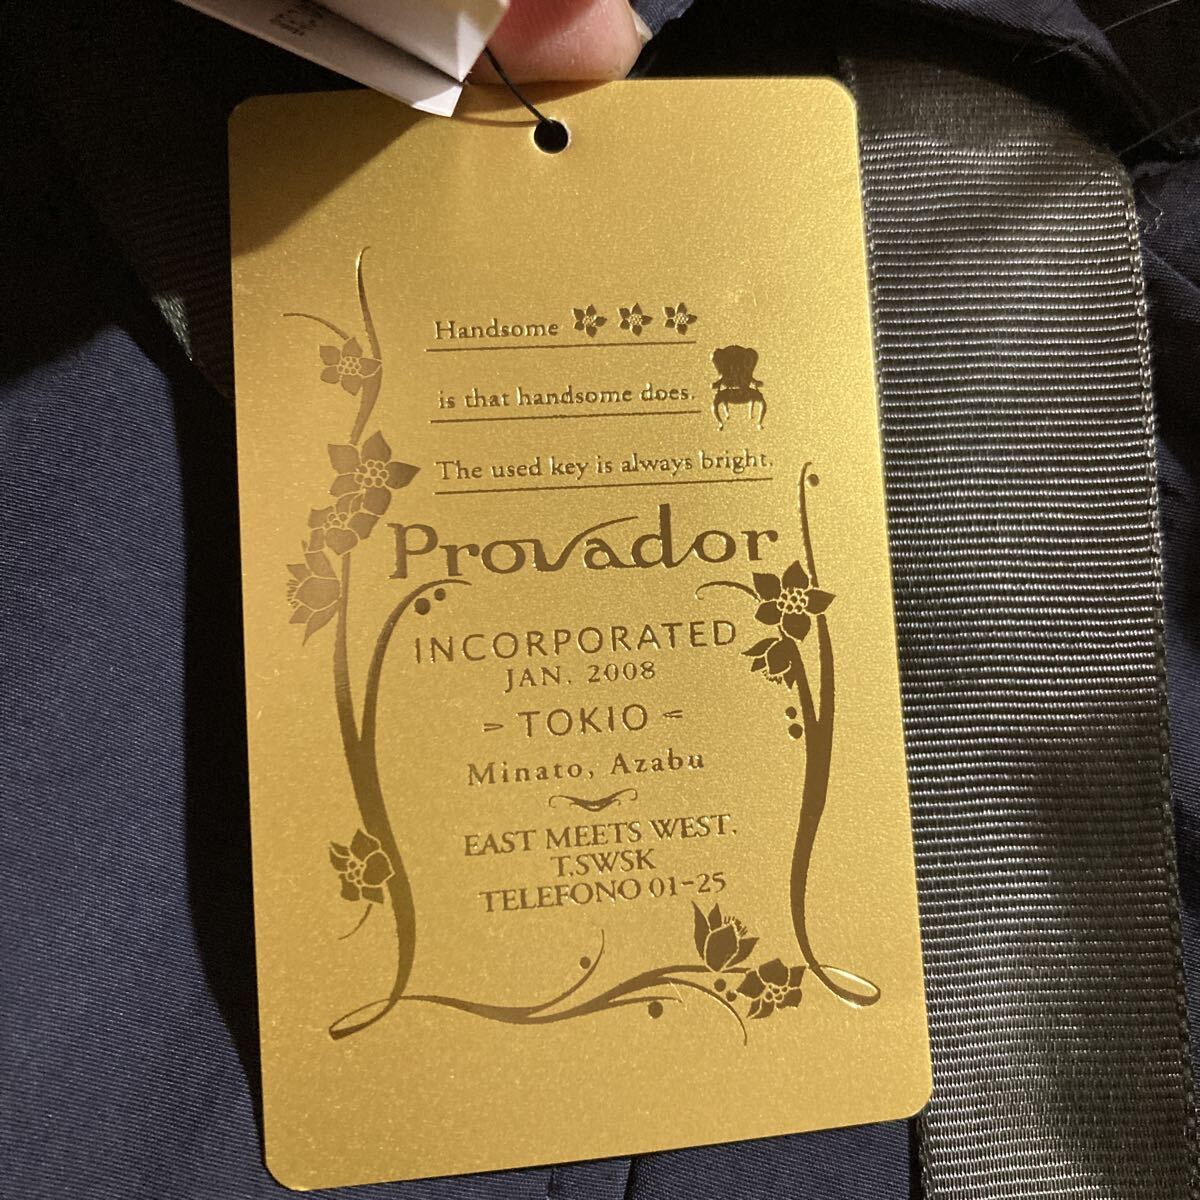 Handsome
is that handsome does.
The used key is always bright.
Provador
INCORPORATED
JAN. 2008
TOKIO
Minato, Azabu
EAST MEETS WEST.
T.SWSK
TELEFONO 01-25